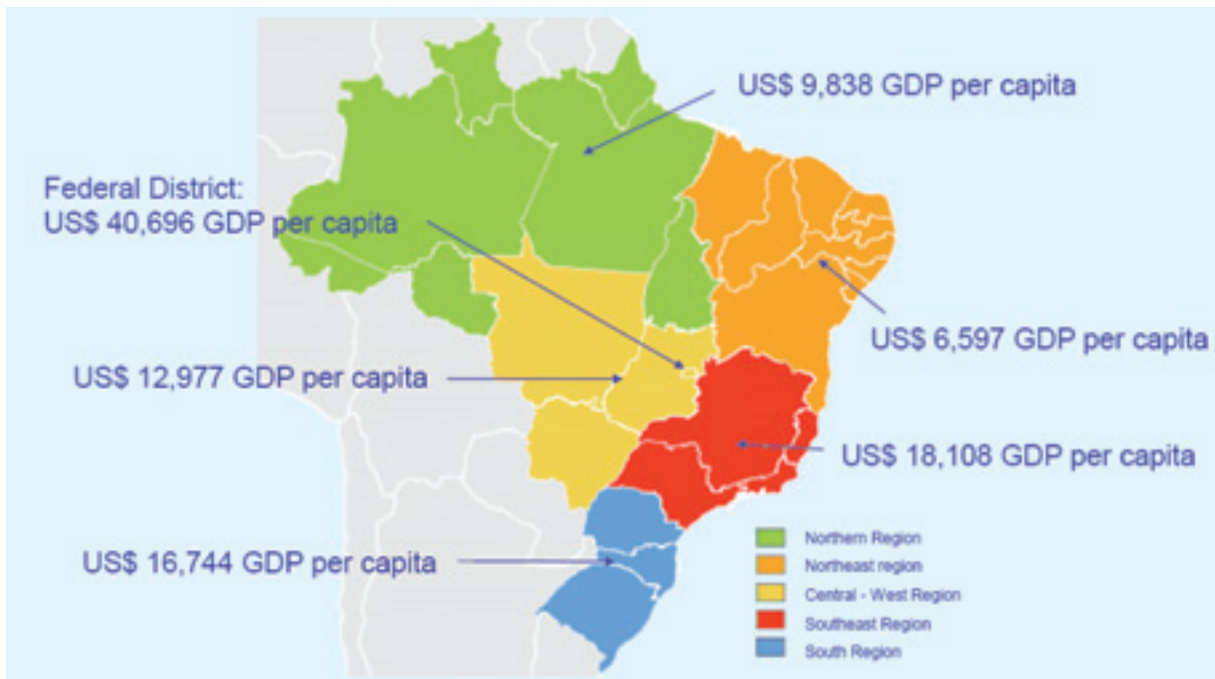 US$ 9,838 GDP per capita
Federal District:
US$ 40,696 GDP per capita
US$ 6,597 GDP per capita
US$ 12,977 GDP per capita
US$ 18,108 GDP per capita
US$ 16,744 GDP per capita
Northern Region
Northeast region
Central - West Region
Southeast Region
South Region